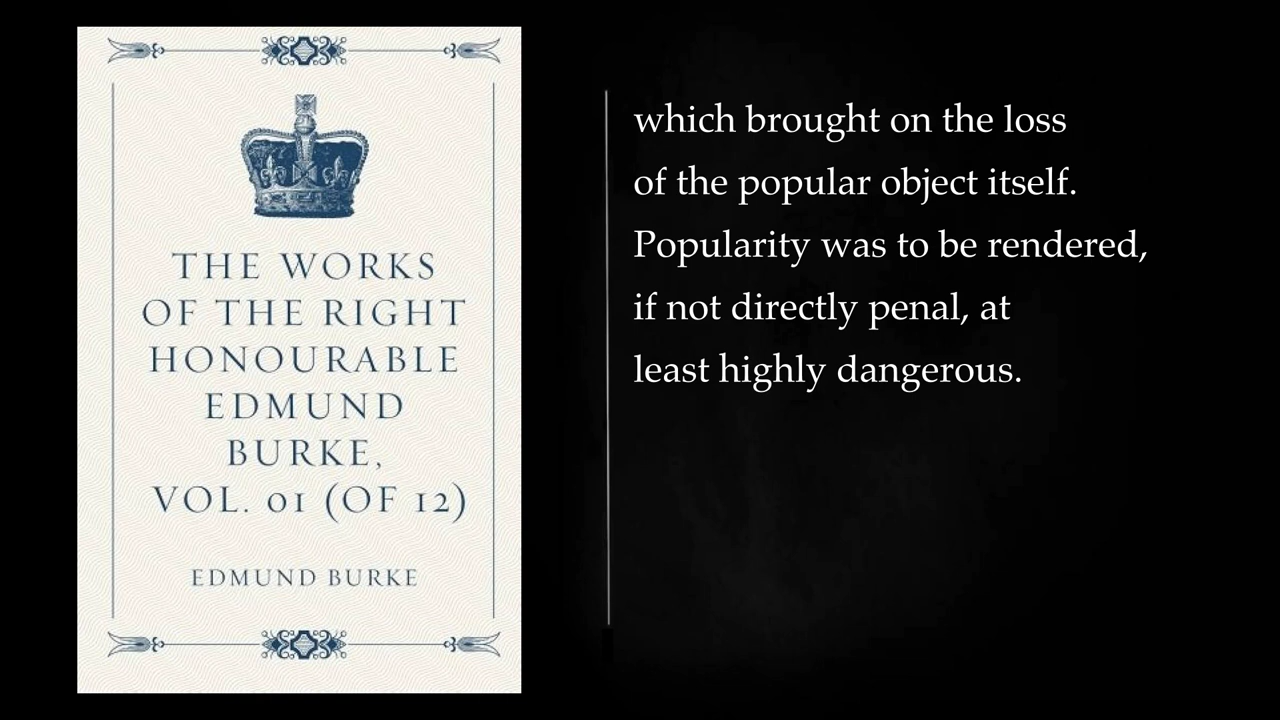 THE WORKS
OF THE RIGHT
HONOURABLE
EDMUND
BURKE,
VOL. 01 (OF 12)
EDMUND BURKE
which brought on the loss
of the popular object itself.
Popularity was to be rendered,
if not directly penal, at
least highly dangerous.